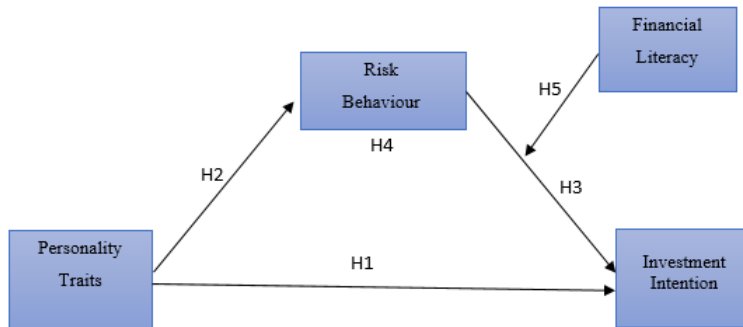 Financial
Literacy
Risk
Behaviour
H5
H4
H2
H3
Personality
Traits
H1
Investment
Intention